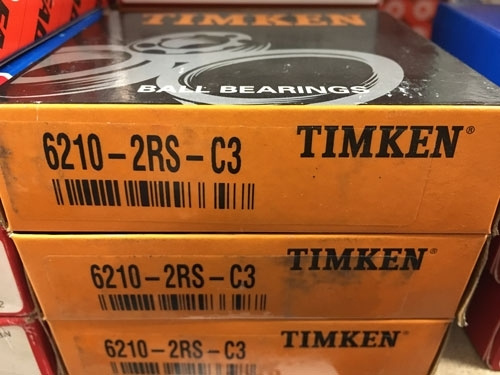 TIMKEN
BALL BEARINGS
6210-2RS-C3
TIMKEN®
6210-2RS-C3
TIMKEN®
6210-2RS-C3
TIMKEN®